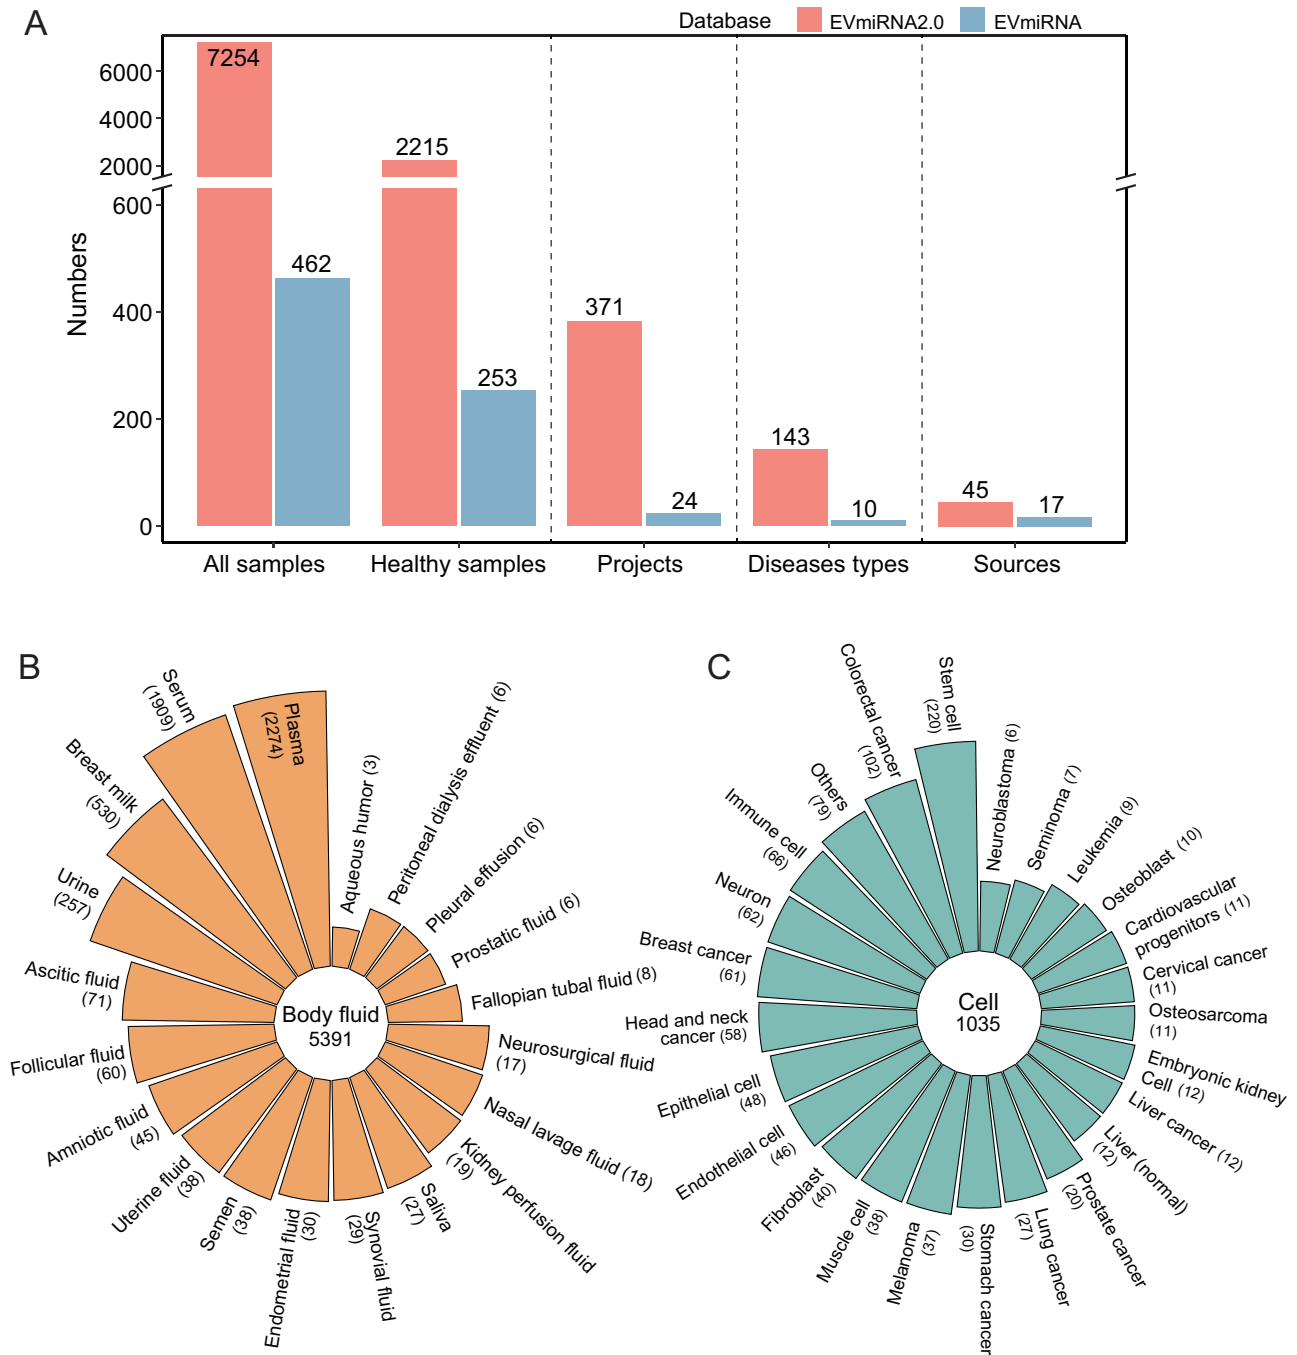 A
Database EVmiRNA2.0 EVmiRNA
Numbers
6000
4000
2000
600
400
200
0
7254
462
2215
253
371
24
143
10
45
17
All samples
Healthy samples
Projects
Diseases types
Sources
B
Body fluid
5391
Plasma
(2274)
Serum
(1909)
Breast milk
(530)
Urine
(257)
Ascitic fluid
(71)
Follicular fluid
(60)
Amniotic fluid
(45)
Uterine fluid
(38)
Semen
(38)
Endometrial fluid
(30)
Synovial fluid
(29)
Saliva
(27)
Kidney perfusion fluid
(19)
Nasal lavage fluid (18)
Neurosurgical fluid
(17)
Fallopian tubal fluid (8)
Prostatic fluid (6)
Pleural effusion (6)
Peritoneal dialysis effluent (6)
Aqueous humor (3)
C
Cell
1035
Stem cell
(220)
Colorectal cancer
(102)
Others
(79)
Immune cell
(66)
Neuron
(62)
Breast cancer
(61)
Head and neck
cancer (58)
Epithelial cell
(48)
Endothelial cell
(46)
Fibroblast
(40)
Muscle cell
(38)
Melanoma
(37)
Stomach cancer
(30)
Lung cancer
(27)
Prostate cancer
(20)
Liver (normal)
(12)
Liver cancer (12)
Embryonic kidney
Cell (12)
Osteosarcoma
(11)
Cervical cancer
(11)
Cardiovascular
progenitors (11)
Osteoblast (10)
Leukemia (9)
Seminoma (7)
Neuroblastoma (6)